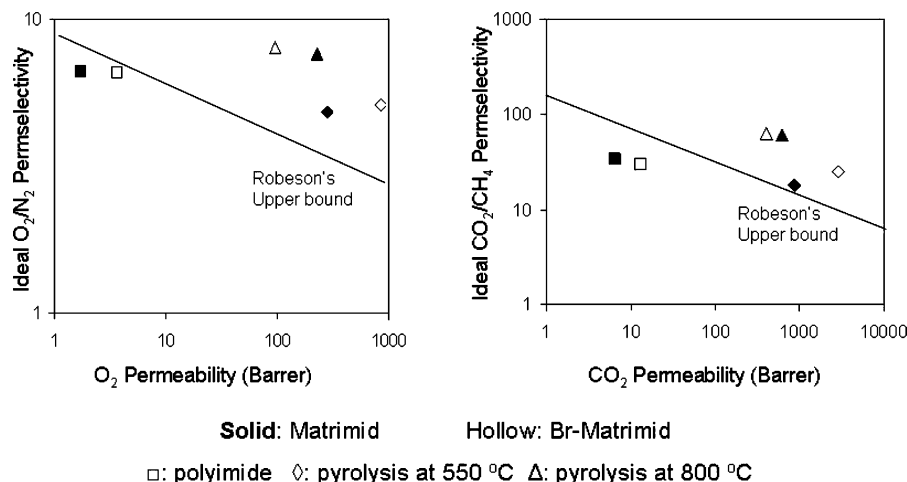 10
1
1 10 100 1000
Ideal O₂/N₂ Permselectivity
O₂ Permeability (Barrer)
Robeson's
Upper bound
1000
100
10
1
1 10 100 1000 10000
Ideal CO₂/CH₄ Permselectivity
CO₂ Permeability (Barrer)
Robeson's
Upper bound
Solid: Matrimid Hollow: Br-Matrimid
□: polyimide ◊: pyrolysis at 550 ⁰C Δ: pyrolysis at 800 ⁰C